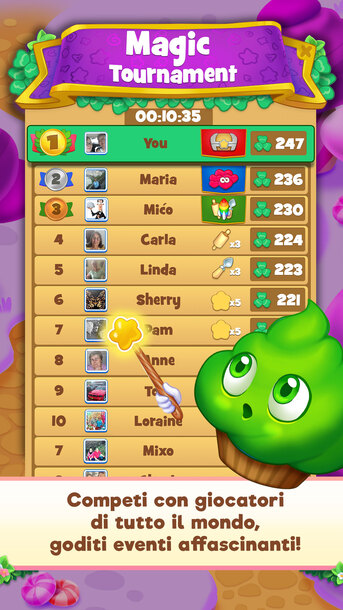 Magic
Tournament
00:10:35
1 You 247
2 Maria 236
3 Mićo 230
4 Carla x3 224
5 Linda x3 223
6 Sherry x5 221
7 Pam x5
8 Anne
9
10 Loraine
7 Mixo
Competi con giocatori
di tutto il mondo,
goditi eventi affascinanti!